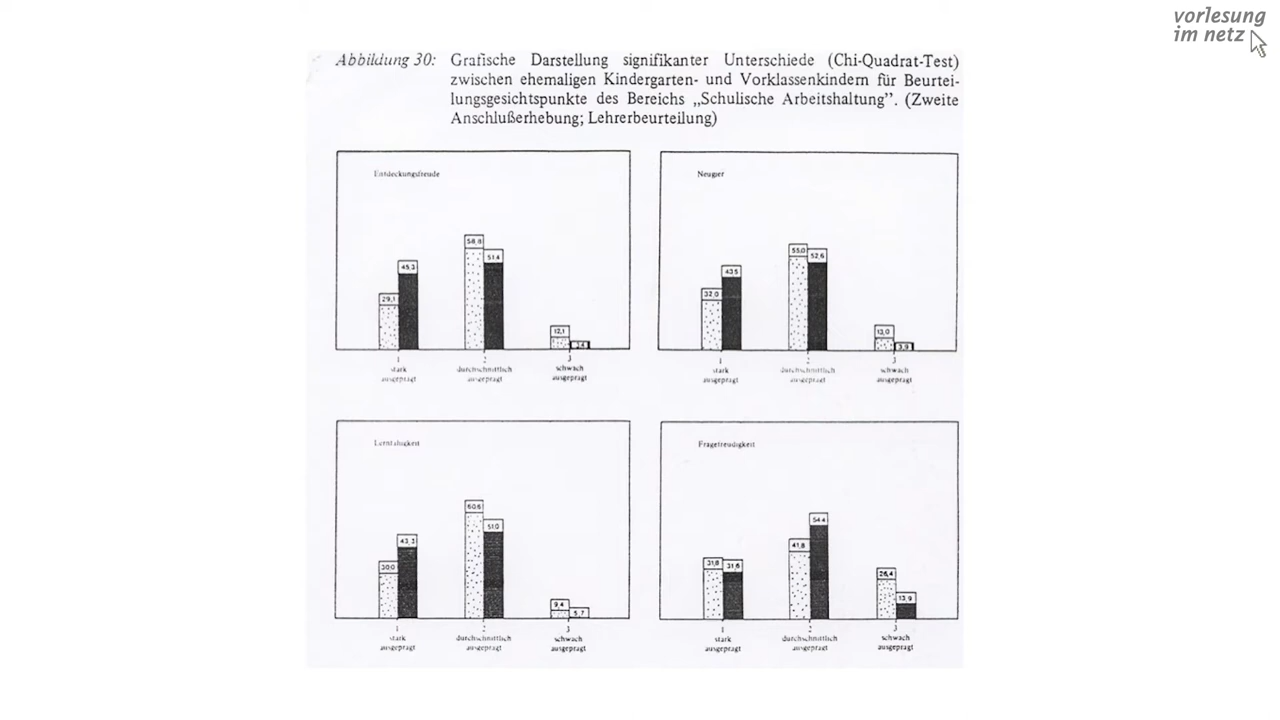 vorlesung
im netz
Abbildung 30: Grafische Darstellung signifikanter Unterschiede (Chi-Quadrat-Test)
zwischen ehemaligen Kindergarten- und Vorklassenkindern für Beurtei-
lungsgesichtspunkte des Bereichs „Schulische Arbeitshaltung”. (Zweite
Anschlußerhebung; Lehrerbeurteilung)
Entdeckungsfreude
29,1 45,3 58,8 51,4 12,1 3,4
1 2 3
stark durchschnittlich schwach
ausgeprägt ausgeprägt ausgeprägt
Neugier
32,0 43,5 55,0 52,6 13,0 3,9
1 2 3
stark durchschnittlich schwach
ausgeprägt ausgeprägt ausgeprägt
Lernfähigkeit
30,0 43,3 60,6 51,0 9,4 5,7
1 2 3
stark durchschnittlich schwach
ausgeprägt ausgeprägt ausgeprägt
Fragefreudigkeit
31,8 31,6 41,8 54,4 26,4 13,9
1 2 3
stark durchschnittlich schwach
ausgeprägt ausgeprägt ausgeprägt